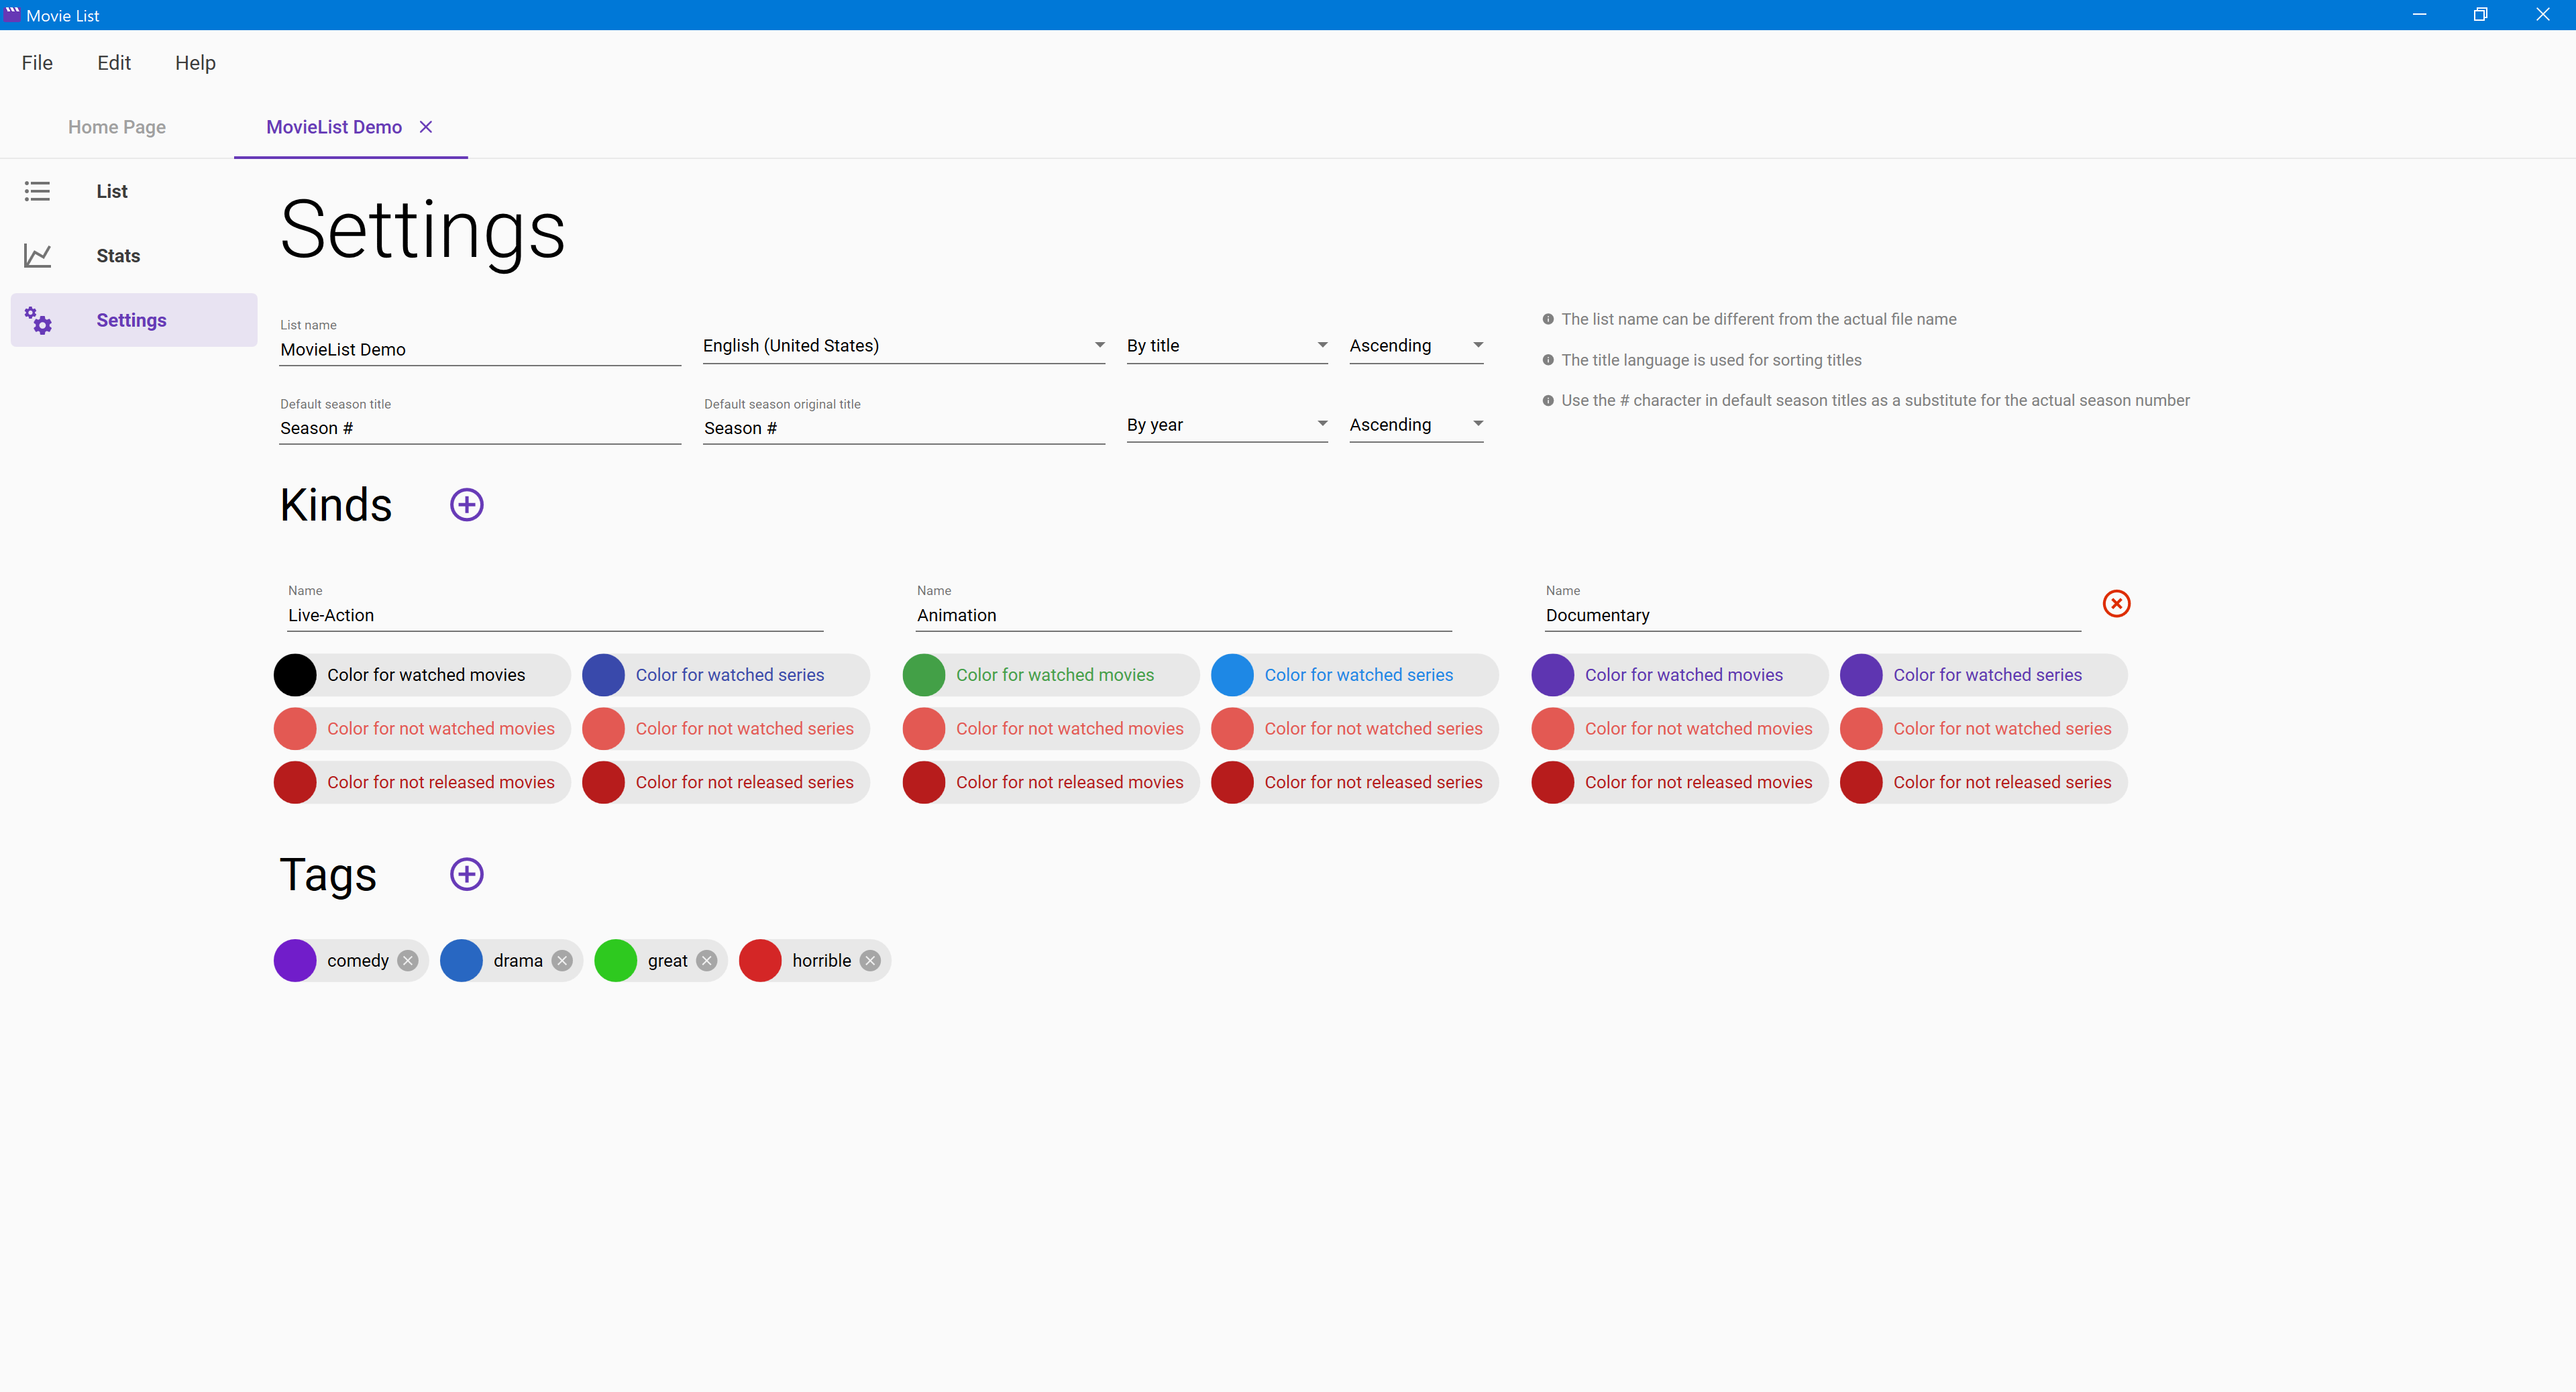 Movie List
File Edit Help
Home Page MovieList Demo
List
Stats
Settings
Settings
List name
MovieList Demo
English (United States)
By title
Ascending
Default season title
Season #
Default season original title
Season #
By year
Ascending
The list name can be different from the actual file name
The title language is used for sorting titles
Use the # character in default season titles as a substitute for the actual season number
Kinds
Name
Live-Action
Color for watched movies Color for watched series
Color for not watched movies Color for not watched series
Color for not released movies Color for not released series
Name
Animation
Color for watched movies Color for watched series
Color for not watched movies Color for not watched series
Color for not released movies Color for not released series
Name
Documentary
Color for watched movies Color for watched series
Color for not watched movies Color for not watched series
Color for not released movies Color for not released series
Tags
comedy drama great horrible